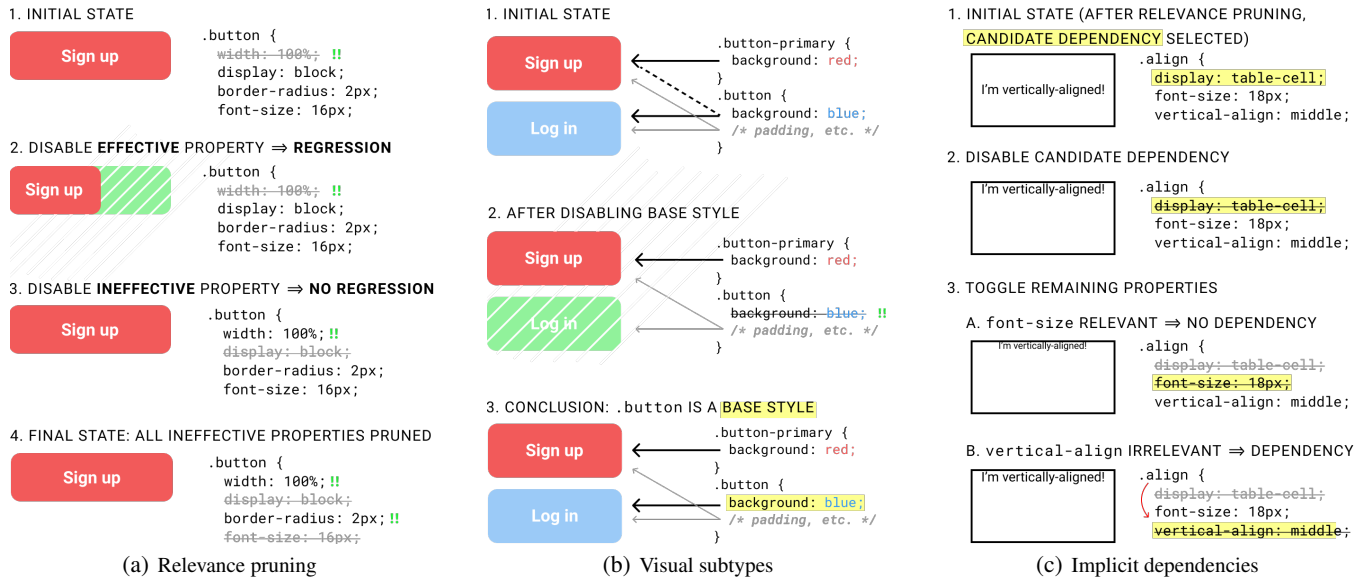 1. INITIAL STATE
Sign up
.button {
width: 100%; !!
display: block;
border-radius: 2px;
font-size: 16px;
2. DISABLE EFFECTIVE PROPERTY ⇒ REGRESSION
Sign up
.button {
width: 100%; !!
display: block;
border-radius: 2px;
font-size: 16px;
3. DISABLE INEFFECTIVE PROPERTY ⇒ NO REGRESSION
Sign up
.button {
width: 100%; !!
display: block;
border-radius: 2px;
font-size: 16px;
4. FINAL STATE: ALL INEFFECTIVE PROPERTIES PRUNED
Sign up
.button {
width: 100%; !!
display: block;
border-radius: 2px; !!
font-size: 16px;
(a) Relevance pruning
1. INITIAL STATE
Sign up
Log in
.button-primary {
background: red;
}
.button {
background: blue;
/* padding, etc. */
}
2. AFTER DISABLING BASE STYLE
Sign up
Log in
.button-primary {
background: red;
}
.button {
background: blue; !!
/* padding, etc. */
}
3. CONCLUSION: .button IS A BASE STYLE
Sign up
Log in
.button-primary {
background: red;
}
.button {
background: blue;
/* padding, etc. */
}
(b) Visual subtypes
1. INITIAL STATE (AFTER RELEVANCE PRUNING,
CANDIDATE DEPENDENCY SELECTED)
I'm vertically-aligned!
.align {
display: table-cell;
font-size: 18px;
vertical-align: middle;
2. DISABLE CANDIDATE DEPENDENCY
I'm vertically-aligned!
.align {
display: table-cell;
font-size: 18px;
vertical-align: middle;
3. TOGGLE REMAINING PROPERTIES
A. font-size RELEVANT ⇒ NO DEPENDENCY
I'm vertically-aligned!
.align {
display: table-cell;
font-size: 18px;
vertical-align: middle;
B. vertical-align IRRELEVANT ⇒ DEPENDENCY
I'm vertically-aligned!
.align {
display: table-cell;
font-size: 18px;
vertical-align: middle;
(c) Implicit dependencies